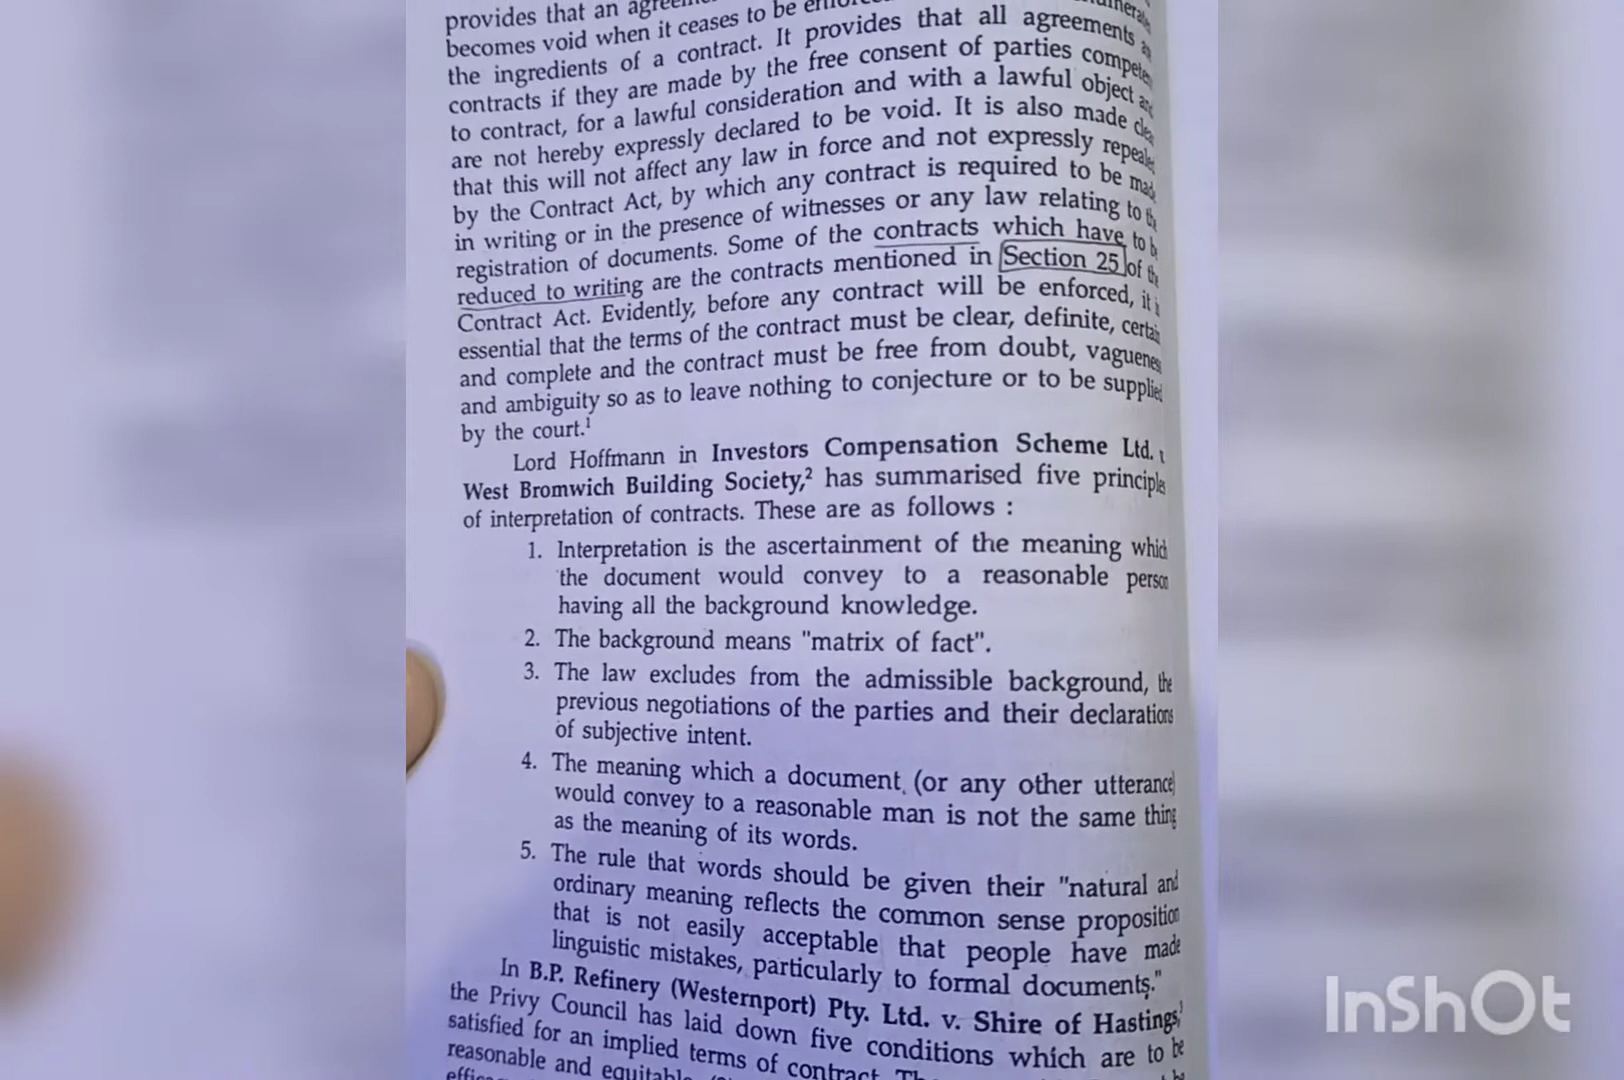 provides that an
becomes void when it ceases to be
the ingredients of a contract. It provides that all agreements
contracts if they are made by the free consent of parties
to contract, for a lawful consideration and with a lawful object
are not hereby expressly declared to be void. It is also made
that this will not affect any law in force and not expressly
by the Contract Act, by which any contract is required to be
in writing or in the presence of witnesses or any law relating to
registration of documents. Some of the contracts which have to
reduced to writing are the contracts mentioned in Section 25 of
Contract Act. Evidently, before any contract will be enforced, it
essential that the terms of the contract must be clear, definite,
and complete and the contract must be free from doubt,
and ambiguity so as to leave nothing to conjecture or to be supplied
by the court.1
Lord Hoffmann in Investors Compensation Scheme Ltd.
West Bromwich Building Society,2 has summarised five principles
of interpretation of contracts. These are as follows :
1. Interpretation is the ascertainment of the meaning which
the document would convey to a reasonable person
having all the background knowledge.
2. The background means "matrix of fact".
3. The law excludes from the admissible background, the
previous negotiations of the parties and their declarations
of subjective intent.
4. The meaning which a document (or any other utterance)
would convey to a reasonable man is not the same thing
as the meaning of its words.
5. The rule that words should be given their "natural and
ordinary meaning reflects the common sense proposition
that is not easily acceptable that people have made
linguistic mistakes, particularly to formal documents."
In B.P. Refinery (Westernport) Pty. Ltd. v. Shire of Hastings,
the Privy Council has laid down five conditions which are to be
satisfied for an implied terms of contract.
reasonable and equitable
InShOt